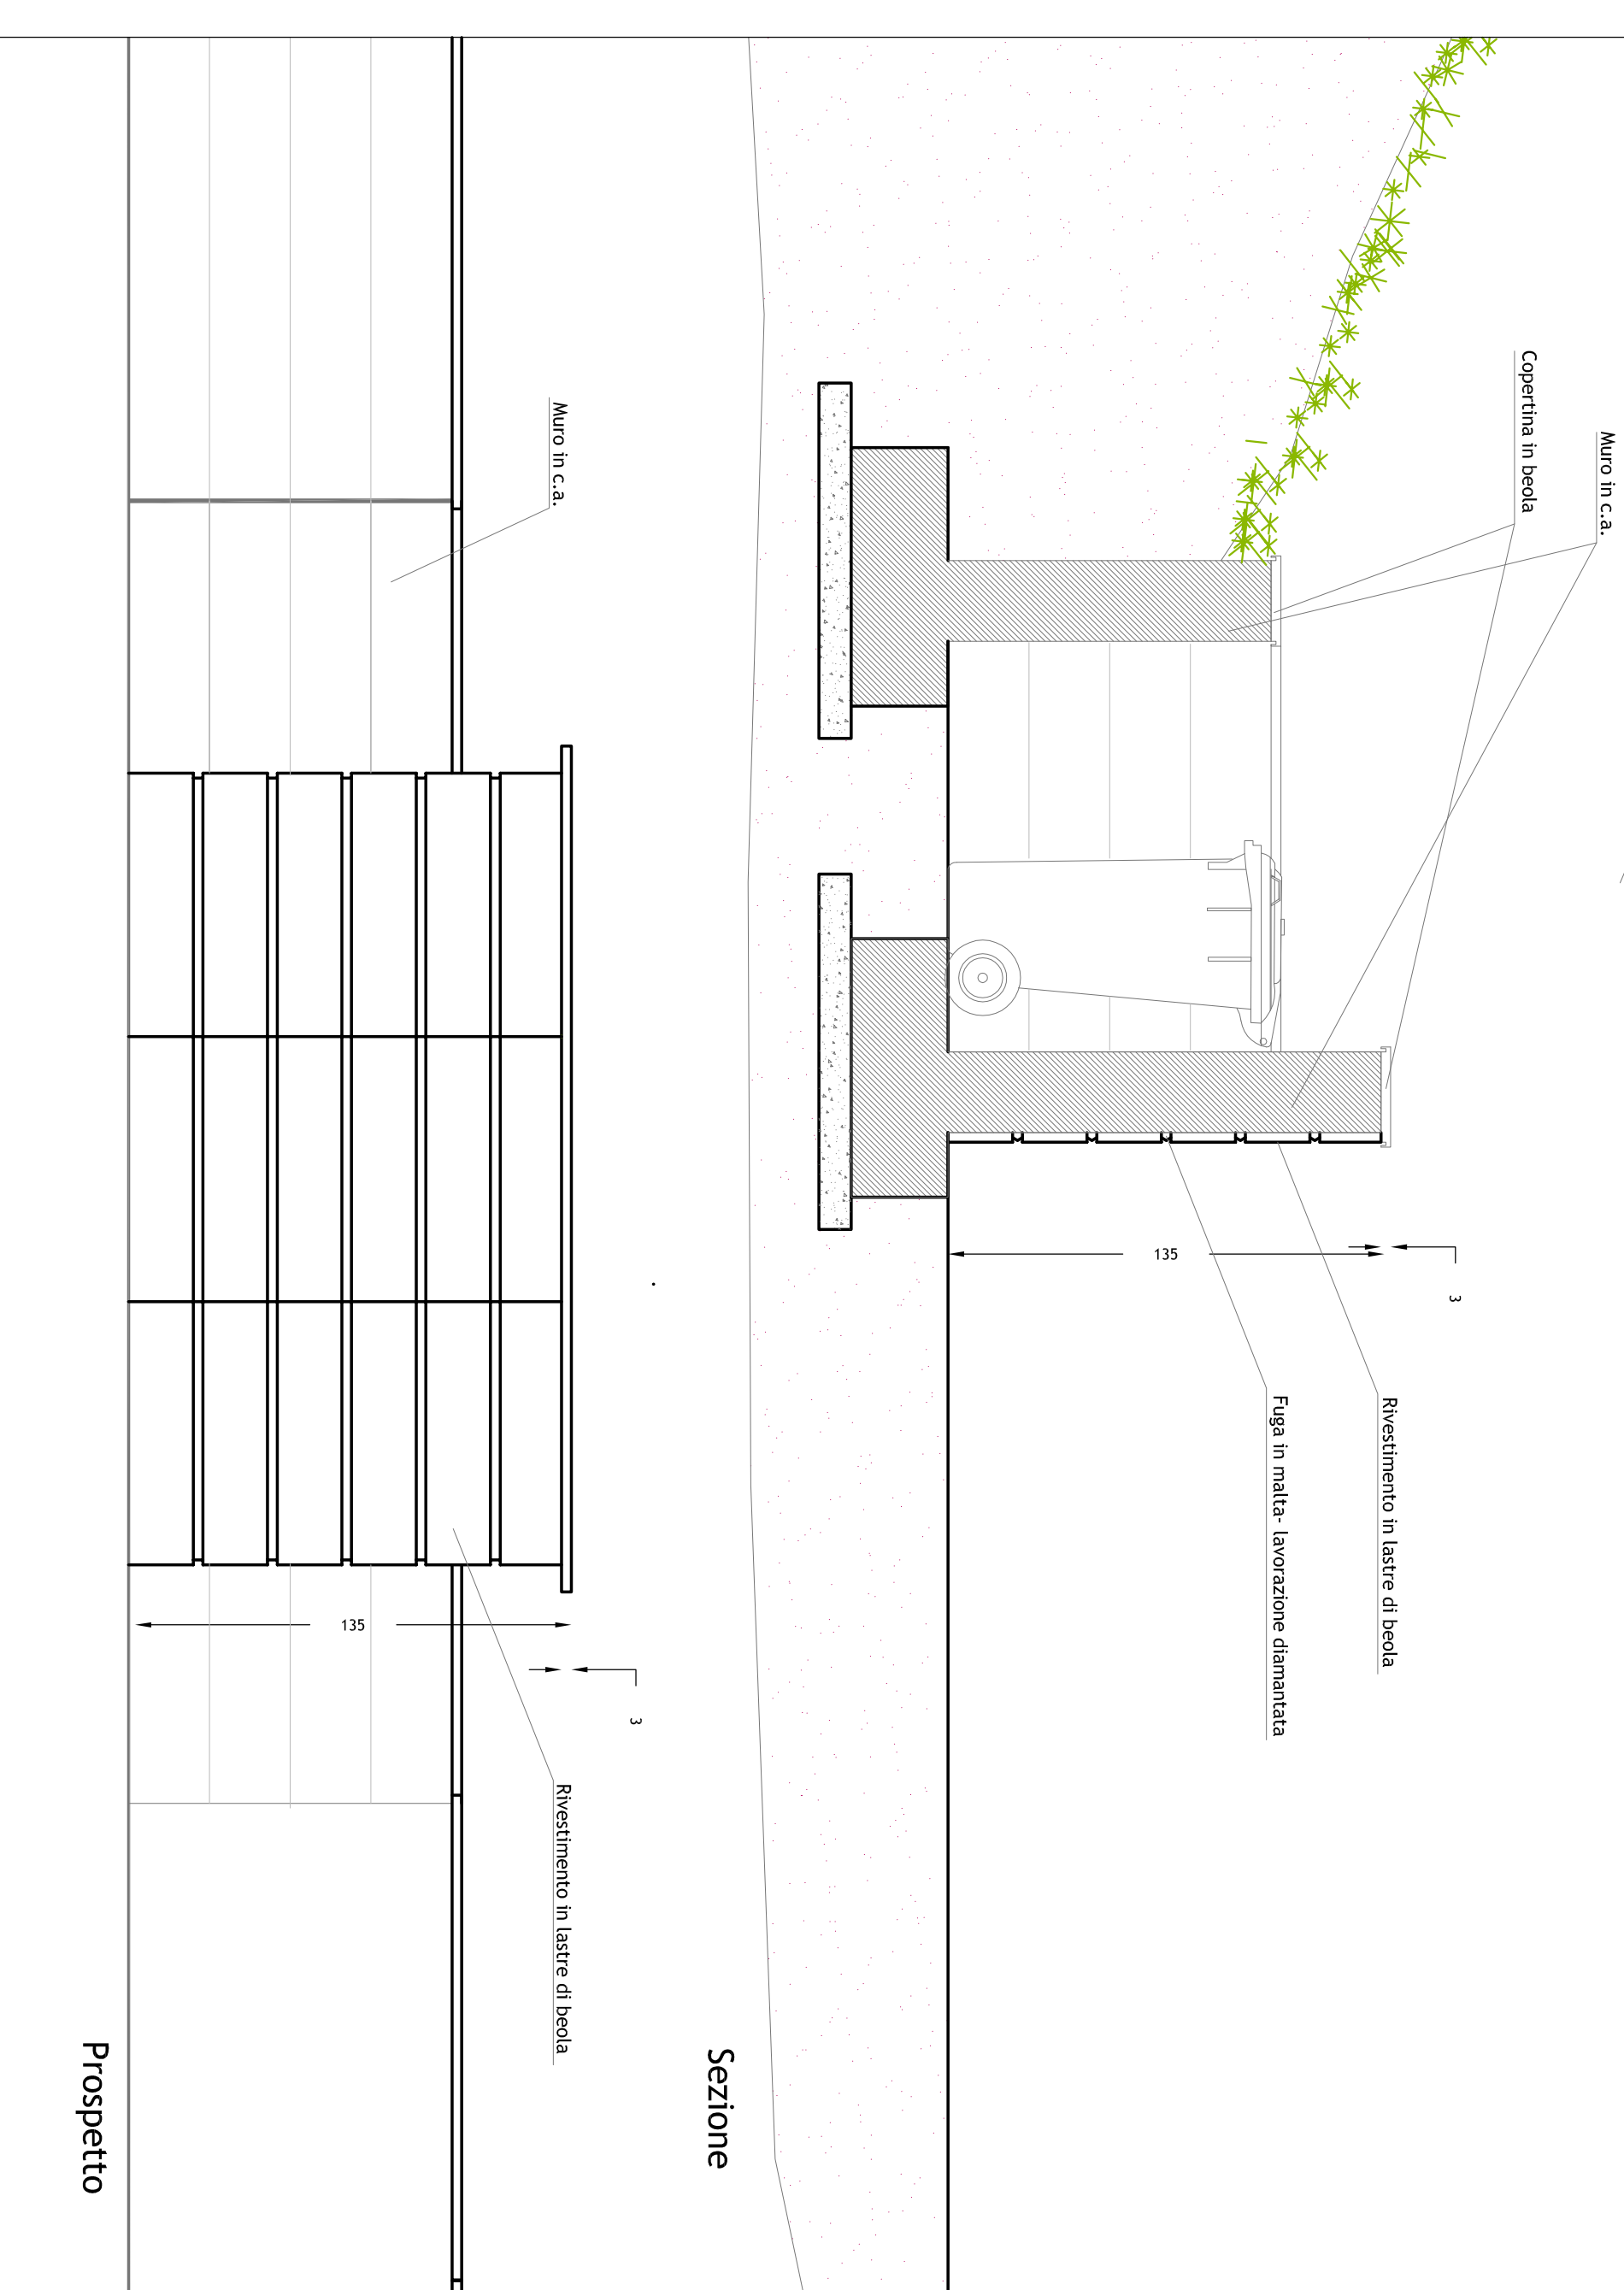 Muro in c.a.
Copertina in beola
3
135
Rivestimento in lastre di beola
Fuga in malta- lavorazione diamantata
Sezione
Muro in c.a.
135
3
Rivestimento in lastre di beola
Prospetto